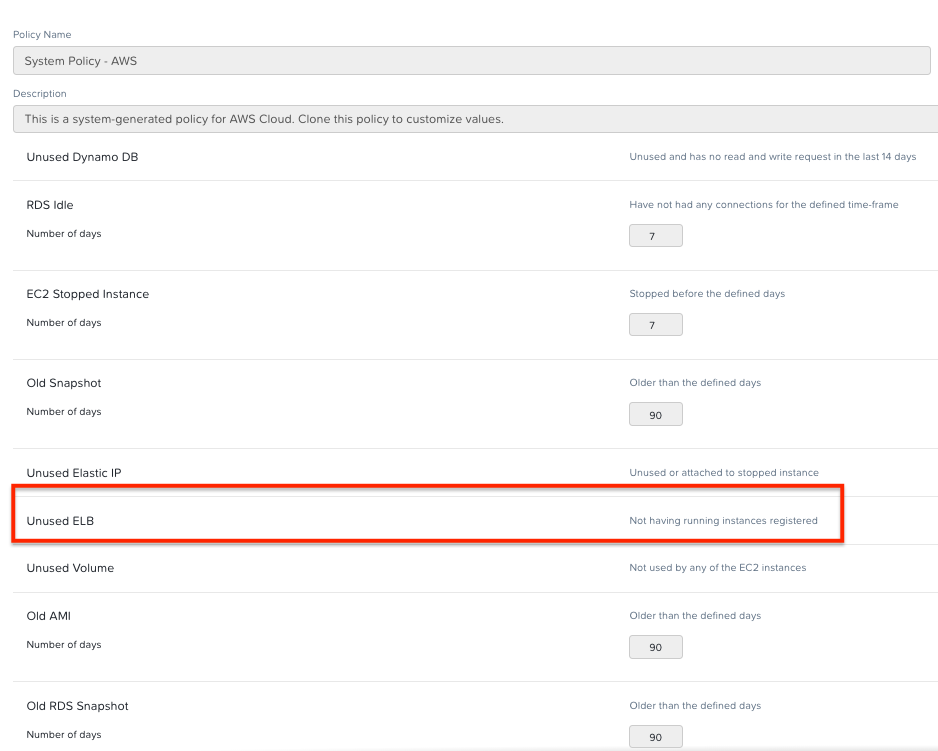 Policy Name
System Policy - AWS
Description
This is a system-generated policy for AWS Cloud. Clone this policy to customize values.
Unused Dynamo DB
Unused and has no read and write request in the last 14 days
RDS Idle
Have not had any connections for the defined time-frame
Number of days
7
EC2 Stopped Instance
Stopped before the defined days
Number of days
7
Old Snapshot
Older than the defined days
Number of days
90
Unused Elastic IP
Unused or attached to stopped instance
Unused ELB
Not having running instances registered
Unused Volume
Not used by any of the EC2 instances
Old AMI
Older than the defined days
Number of days
90
Old RDS Snapshot
Older than the defined days
Number of days
90